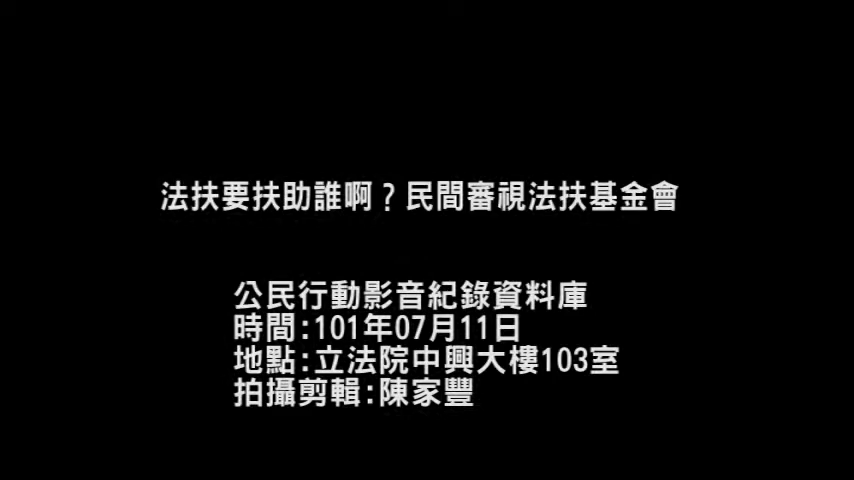 法扶要扶助誰啊？民間審視法扶基金會
公民行動影音紀錄資料庫
時間:101年07月11日
地點:立法院中興大樓103室
拍攝剪輯:陳家豐